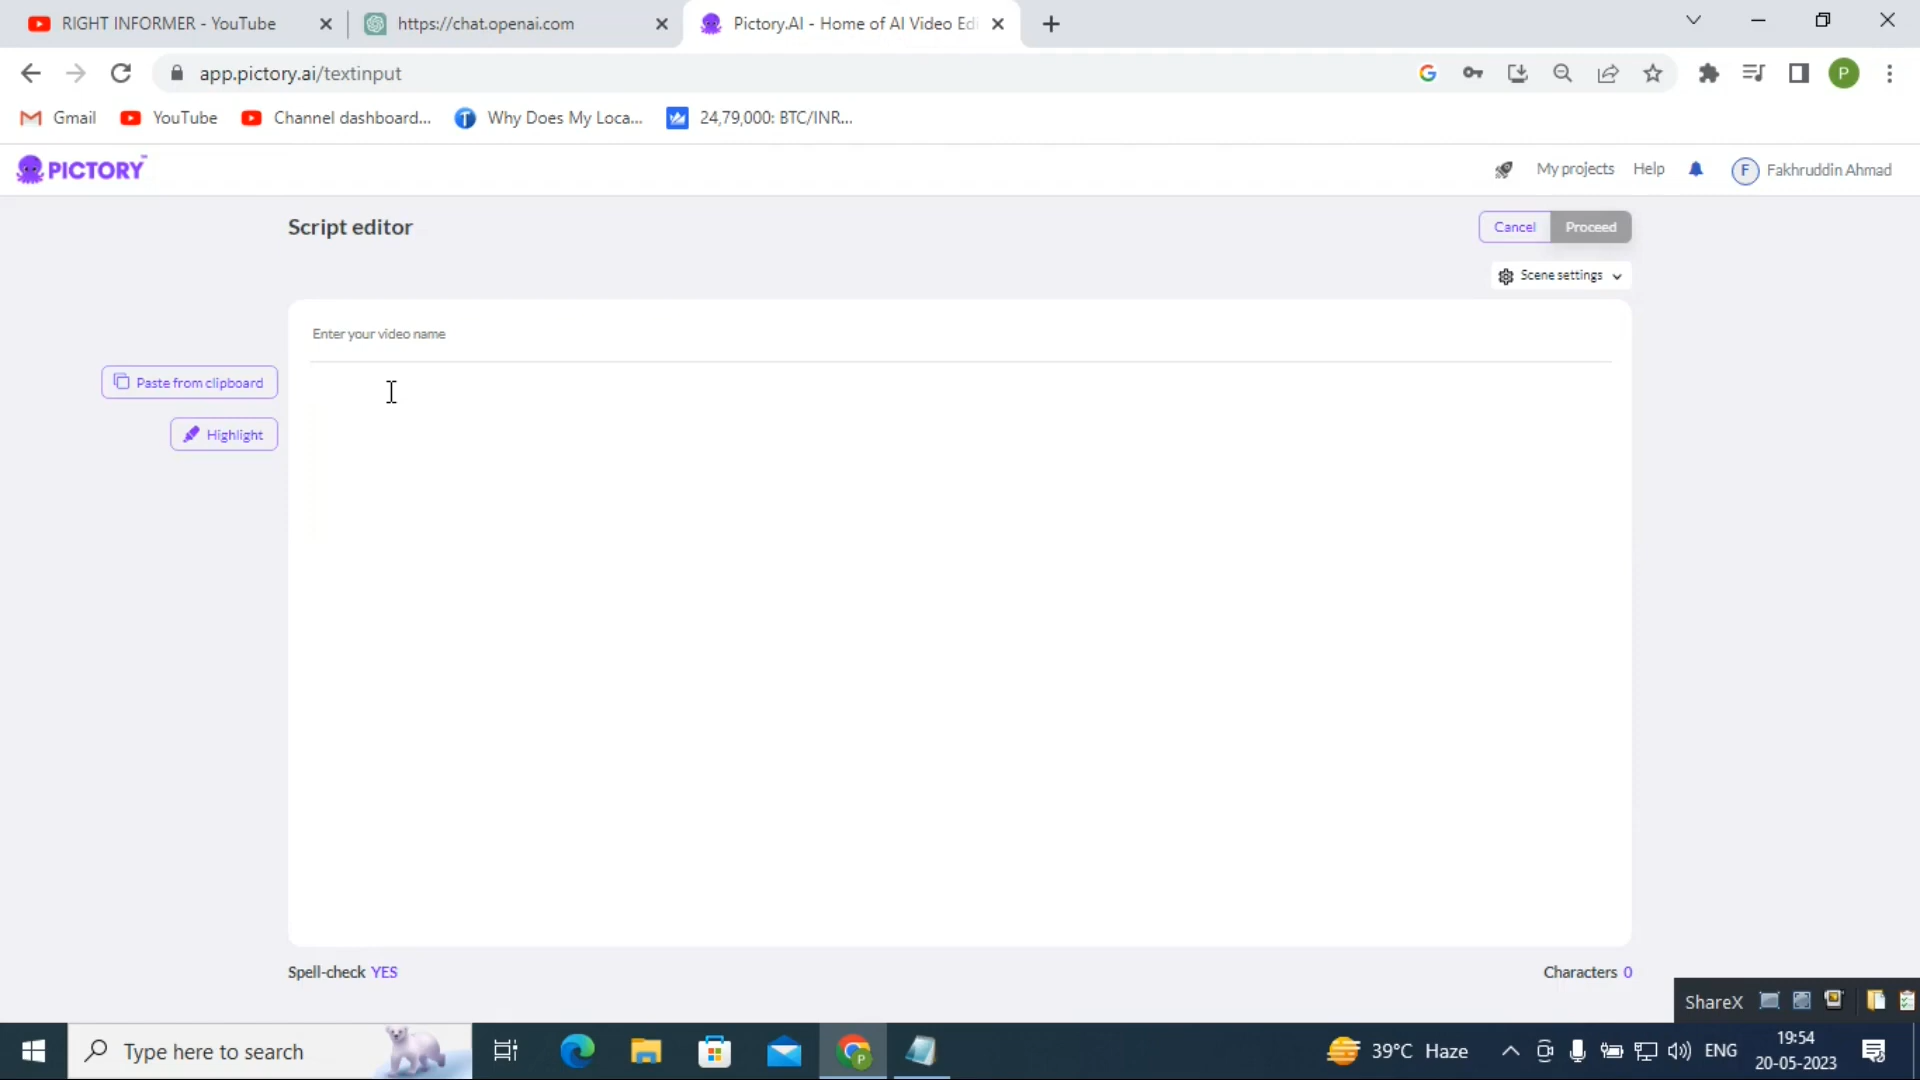 RIGHT INFORMER - YouTube
https://chat.openai.com
Pictory.AI - Home of AI Video Edi
app.pictory.ai/textinput
P
Gmail
YouTube
Channel dashboard...
Why Does My Loca...
24,79,000: BTC/INR...
PICTORY
My projects
Help
F
Fakhruddin Ahmad
Script editor
Cancel
Proceed
Scene settings
Enter your video name
Paste from clipboard
Highlight
Spell-check YES
Characters 0
ShareX
Type here to search
39°C Haze
ENG
19:54
20-05-2023